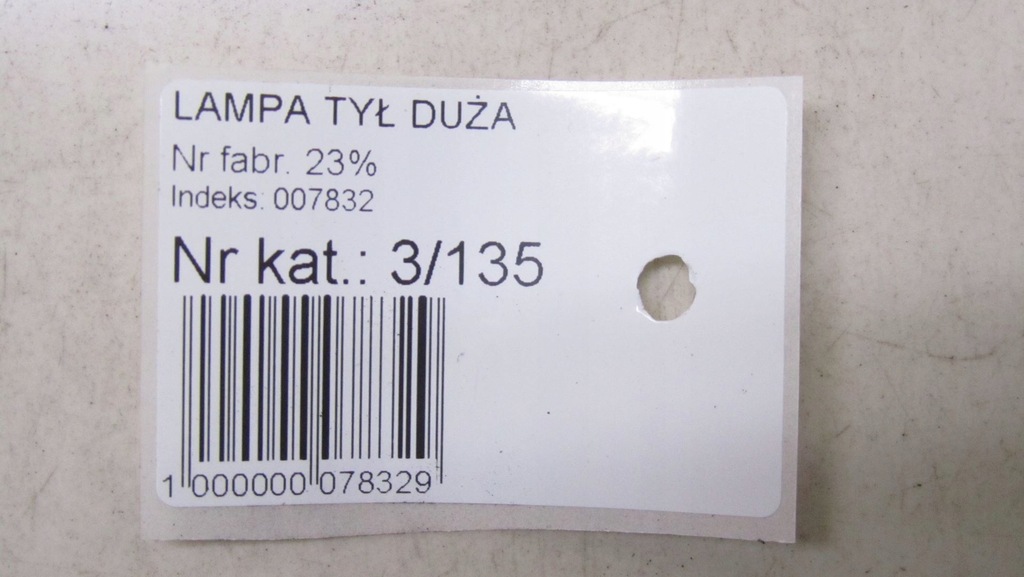 LAMPA TYŁ DUŻA
Nr fabr. 23%
Indeks: 007832
Nr kat.: 3/135
1 000000 078329